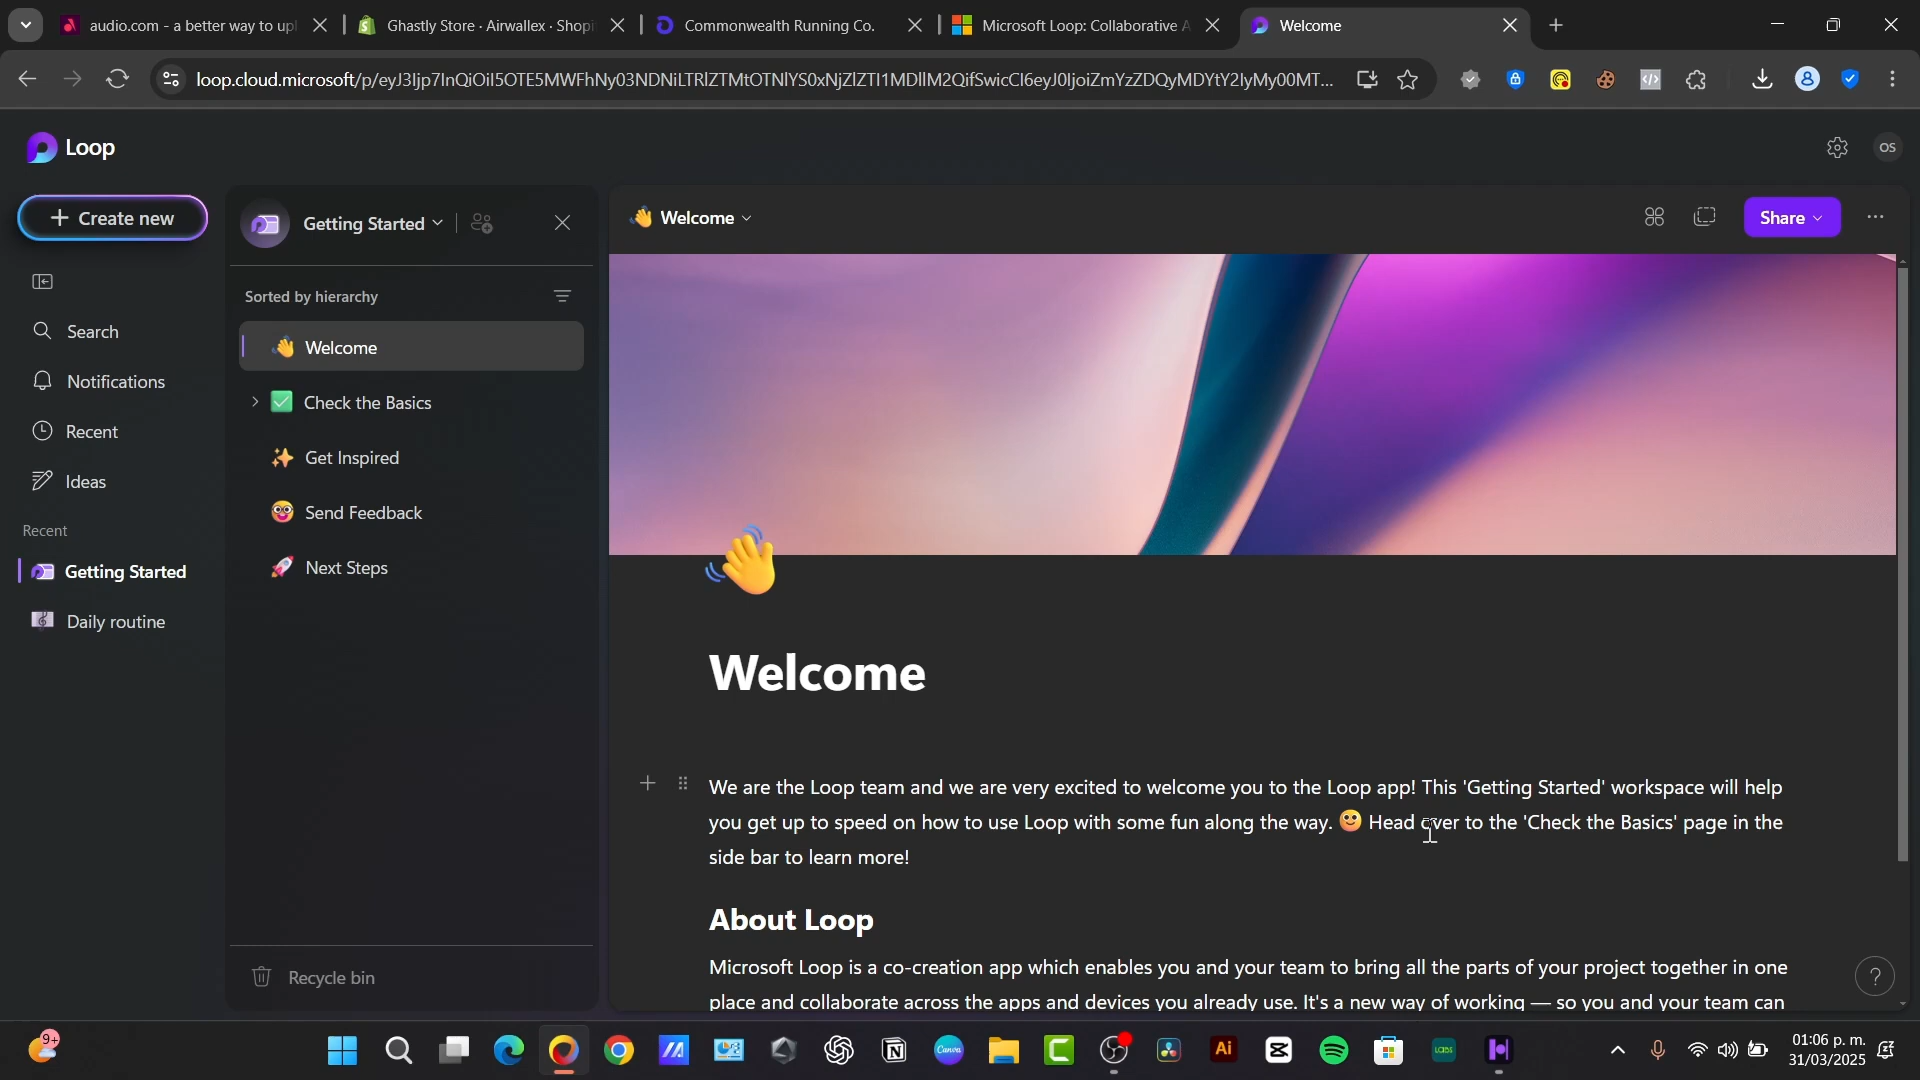 audio.com - a better way to upl
Ghastly Store · Airwallex · Shopi
Commonwealth Running Co.
Microsoft Loop: Collaborative A
Welcome
Loop
OS
+ Create new
Getting Started
Welcome
Share
Sorted by hierarchy
Search
Welcome
Notifications
Check the Basics
Recent
Get Inspired
Ideas
Send Feedback
Recent
Next Steps
Getting Started
Daily routine
Welcome
We are the Loop team and we are very excited to welcome you to the Loop app! This 'Getting Started' workspace will help
you get up to speed on how to use Loop with some fun along the way. 🙂 Head over to the 'Check the Basics' page in the
side bar to learn more!
About Loop
Microsoft Loop is a co-creation app which enables you and your team to bring all the parts of your project together in one
place and collaborate across the apps and devices you already use. It's a new way of working — so you and your team can
Recycle bin
?
9+
Canva
Ai
01:06 p. m.
31/03/2025